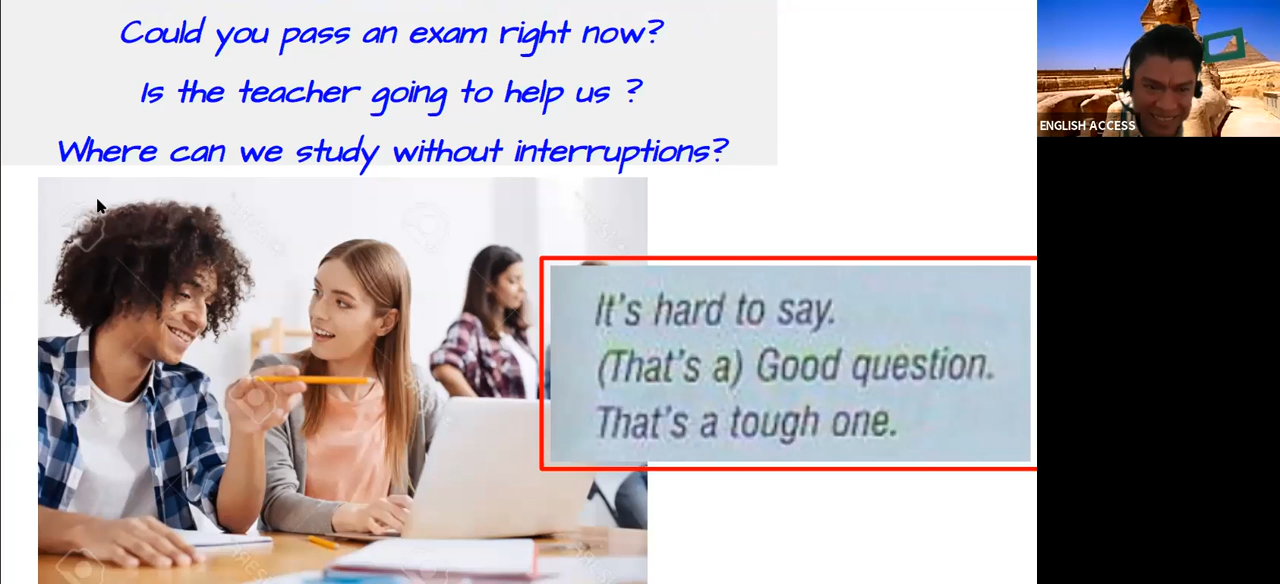 Could you pass an exam right now?
Is the teacher going to help us ?
Where can we study without interruptions?
ENGLISH ACCESS
It's hard to say.
(That's a) Good question.
That's a tough one.